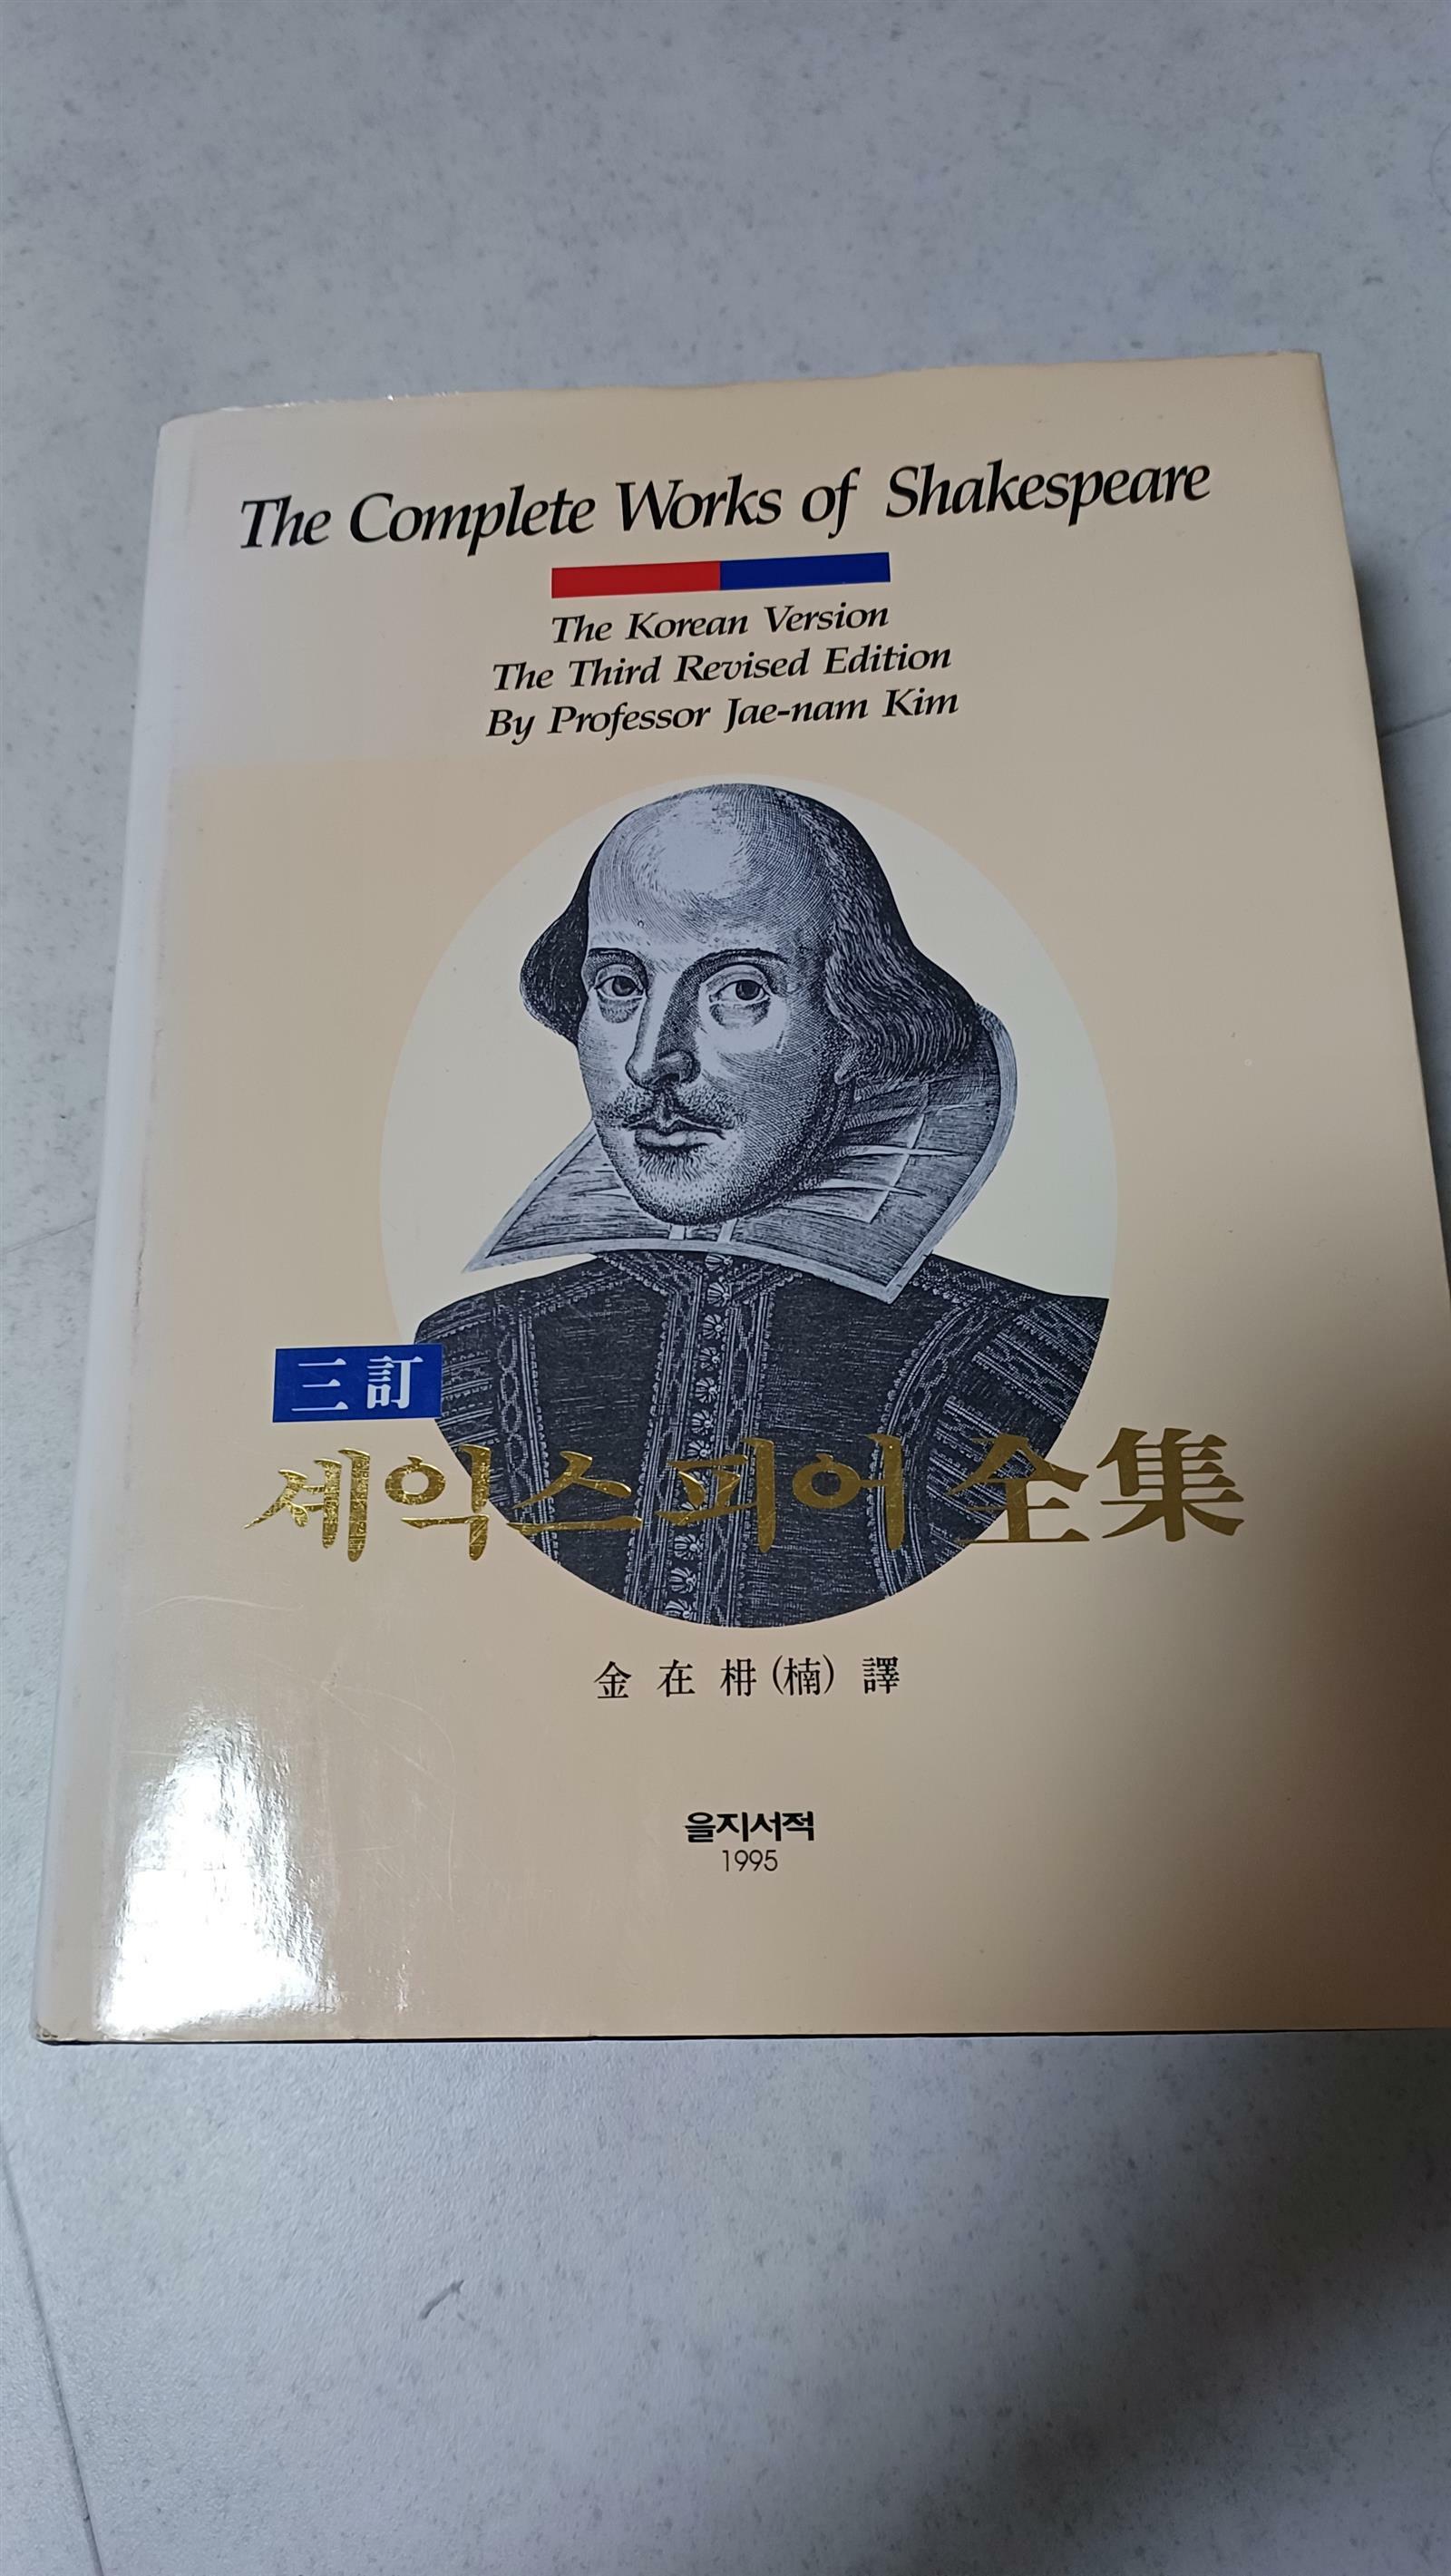 The Complete Works of Shakespeare
The Korean Version
The Third Revised Edition
By Professor Jae-nam Kim
三訂
셰익스피어 全集
金在枏(楠) 譯
을지서적
1995